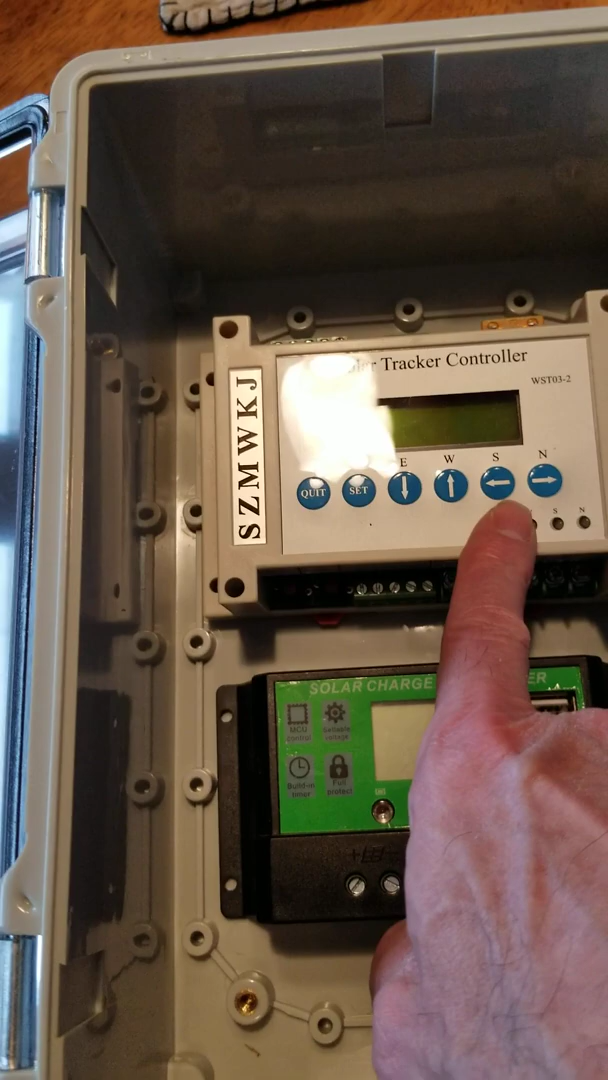 Tracker Controller
WST03-2
SZMWKJ
E W S N
QUIT SET
S N
SOLAR CHARGE
MCU control
Build-in timer
Full protect